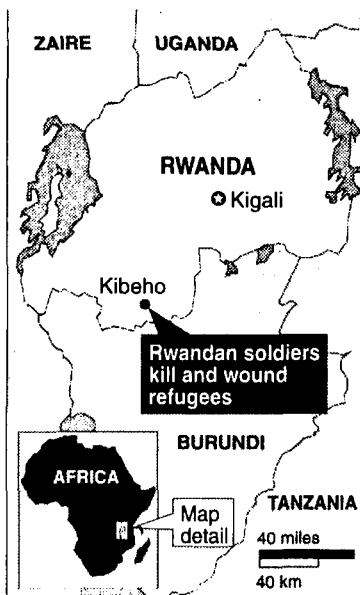 ZAIRE
UGANDA
RWANDA
Kigali
Kibeho
Rwandan soldiers
kill and wound
refugees
BURUNDI
AFRICA
Map
detail
TANZANIA
40 miles
40 km